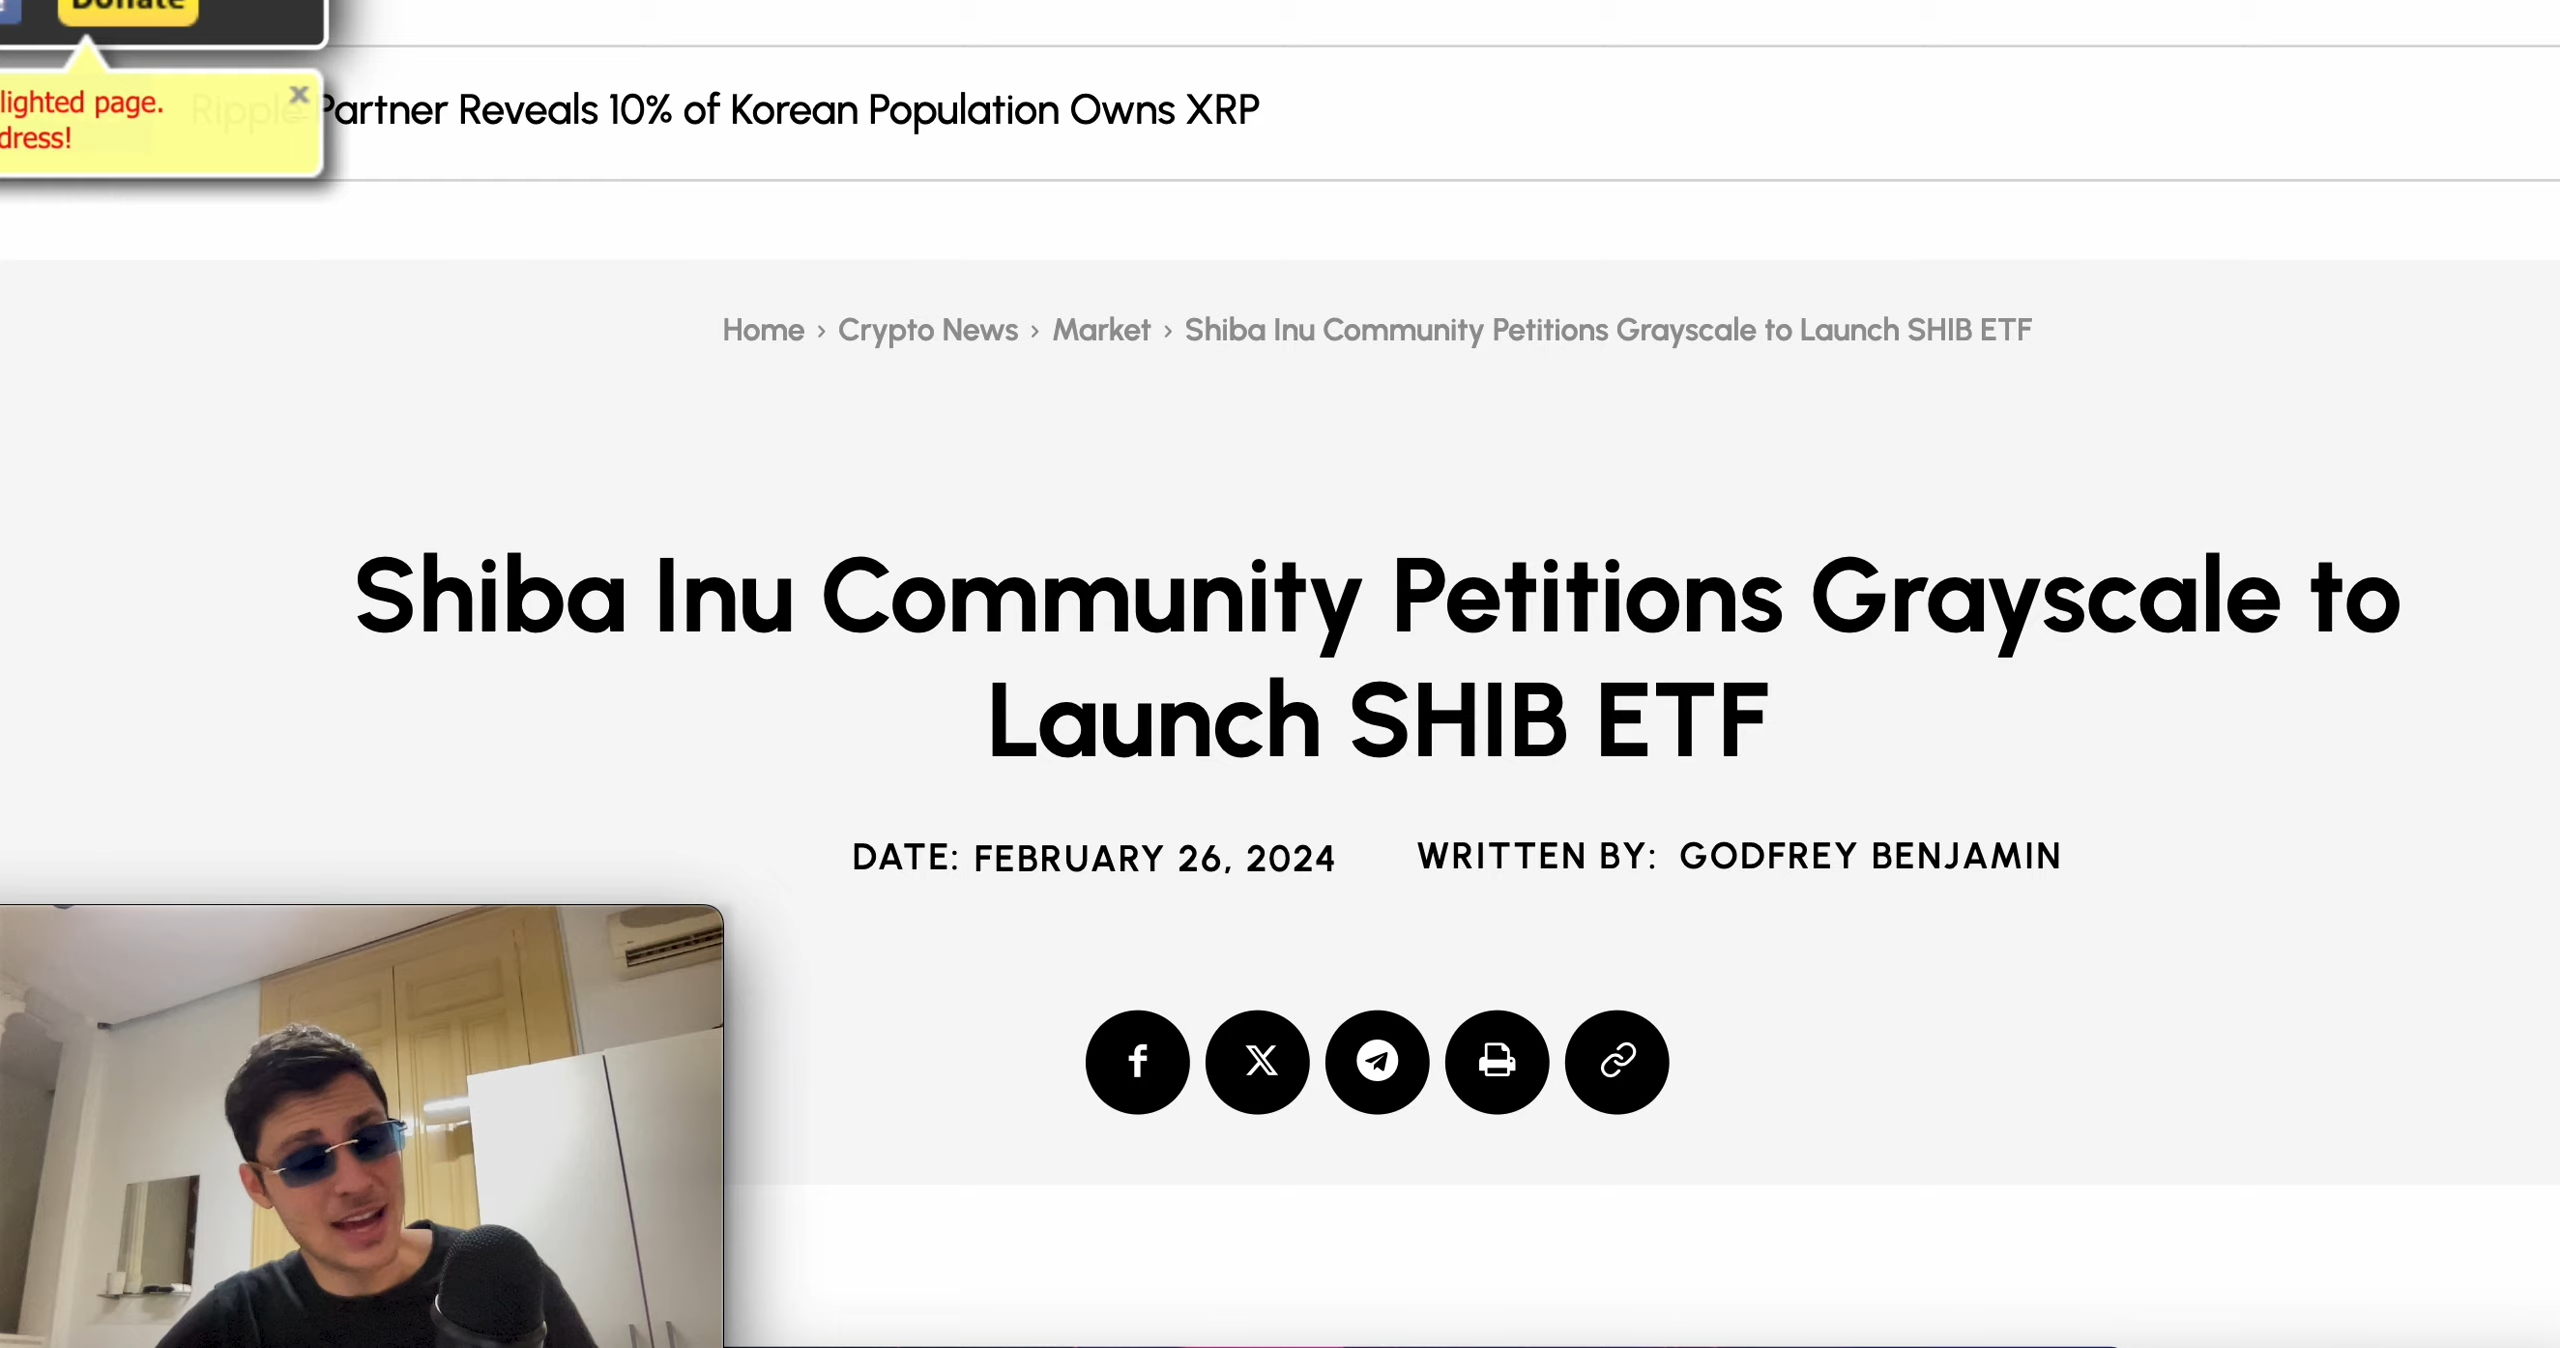 Donate
lighted page.
dress!
Ripple Partner Reveals 10% of Korean Population Owns XRP
Home › Crypto News › Market › Shiba Inu Community Petitions Grayscale to Launch SHIB ETF
Shiba Inu Community Petitions Grayscale to
Launch SHIB ETF
DATE: FEBRUARY 26, 2024 WRITTEN BY: GODFREY BENJAMIN